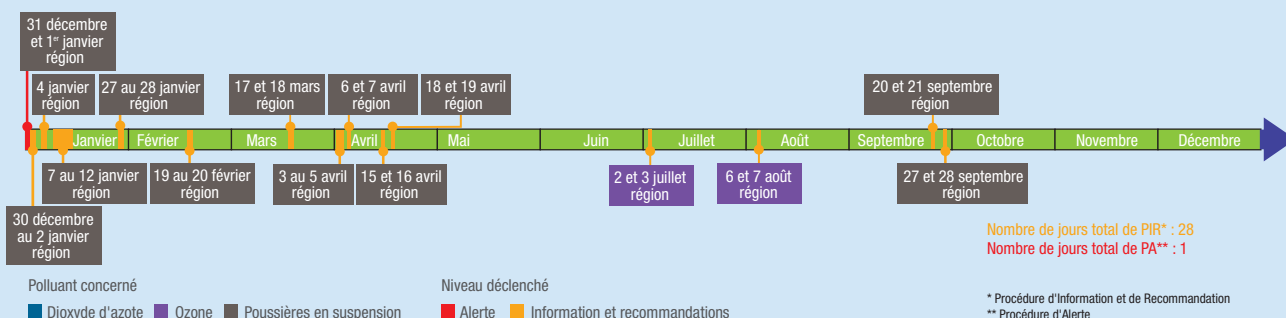 31 décembre
et 1er janvier
région
4 janvier
région
27 au 28 janvier
région
17 et 18 mars
région
6 et 7 avril
région
18 et 19 avril
région
20 et 21 septembre
région
Janvier
Février
Mars
Avril
Mai
Juin
Juillet
Août
Septembre
Octobre
Novembre
Décembre
7 au 12 janvier
région
19 au 20 février
région
3 au 5 avril
région
15 et 16 avril
région
2 et 3 juillet
région
6 et 7 août
région
27 et 28 septembre
région
30 décembre
au 2 janvier
région
Nombre de jours total de PIR* : 28
Nombre de jours total de PA** : 1
Polluant concerné
Dioxyde d'azote
Ozone
Poussières en suspension
Niveau déclenché
Alerte
Information et recommandations
* Procédure d'Information et de Recommandation
** Procédure d'Alerte